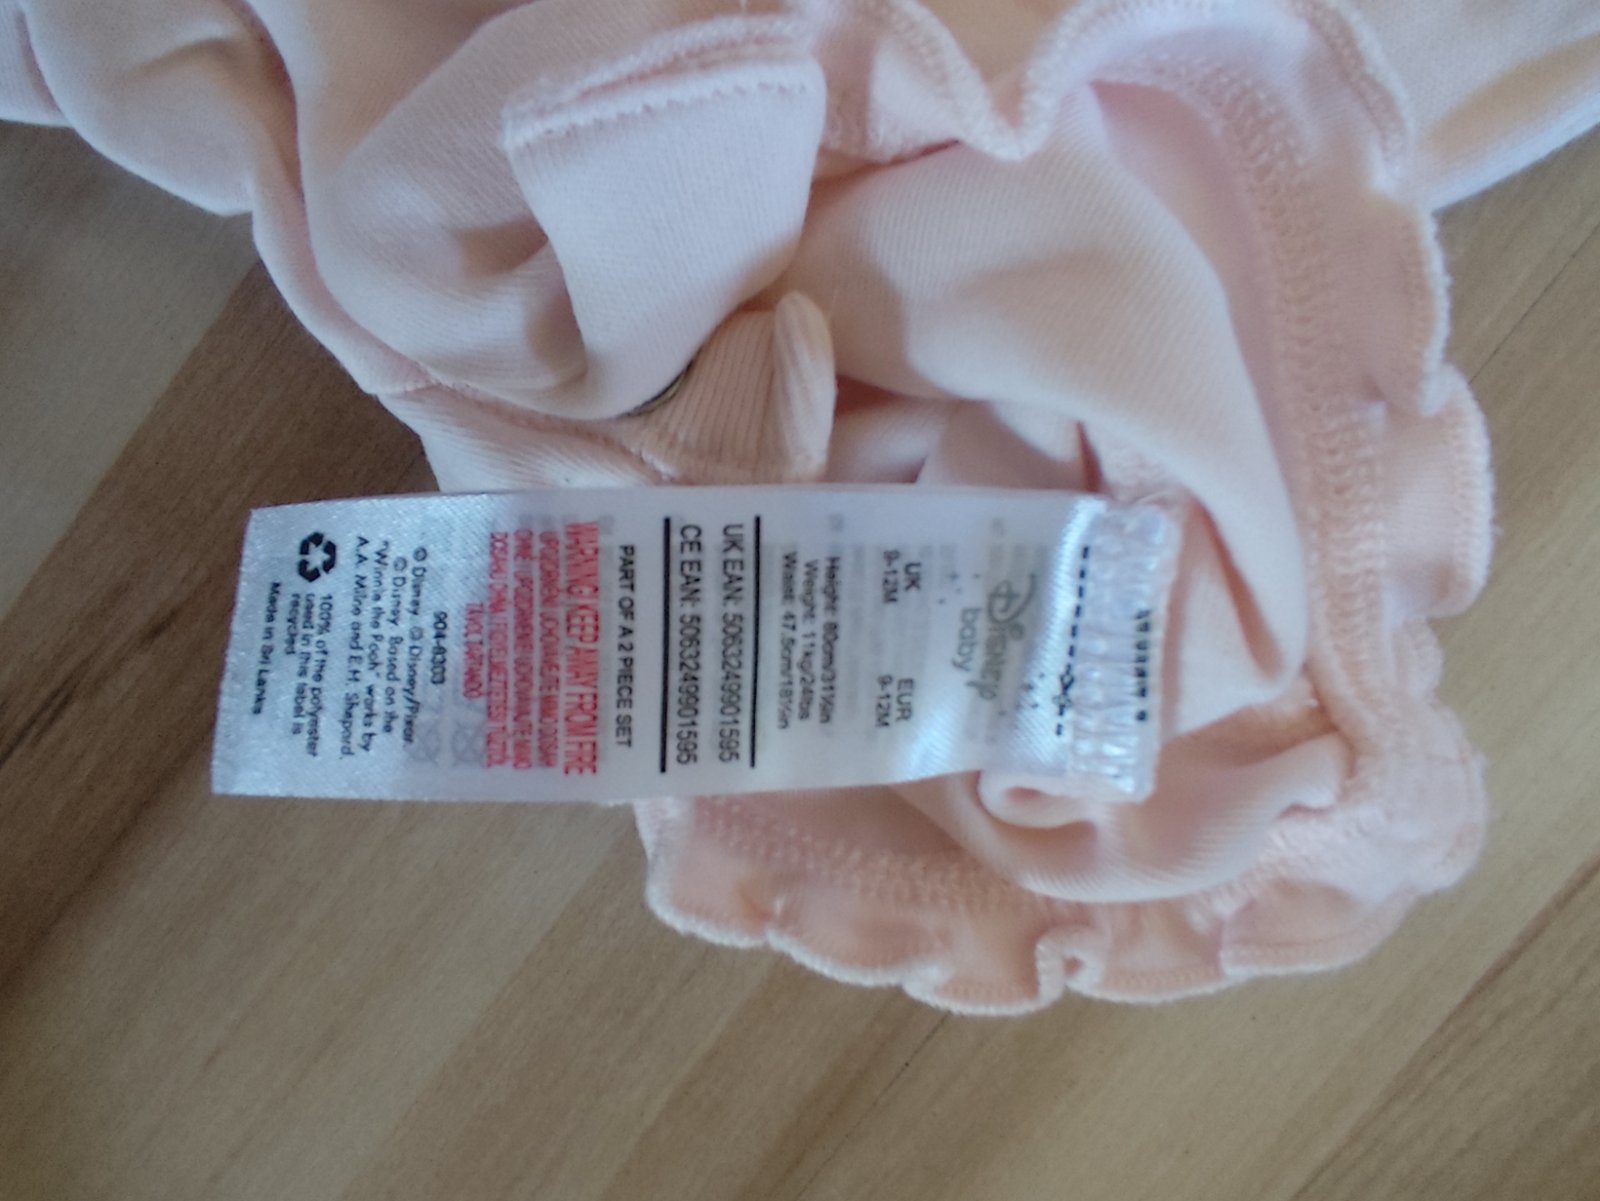 Disney
baby
UK EUR
9-12M 9-12M
Height: 80cm/31½in
Weight: 11kg/24lbs
Waist: 47.5cm/18½in
UK EAN: 5063249901595
CE EAN: 5063249901595
PART OF A 2 PIECE SET
WARNING KEEP AWAY FROM FIRE
904-8303
© Disney. © Disney/Pixar.
© Disney. Based on the
"Winnie the Pooh" works by
A.A. Milne and E.H. Shepard.
100% of the polyester
used in this label is
recycled
Made in Sri Lanka